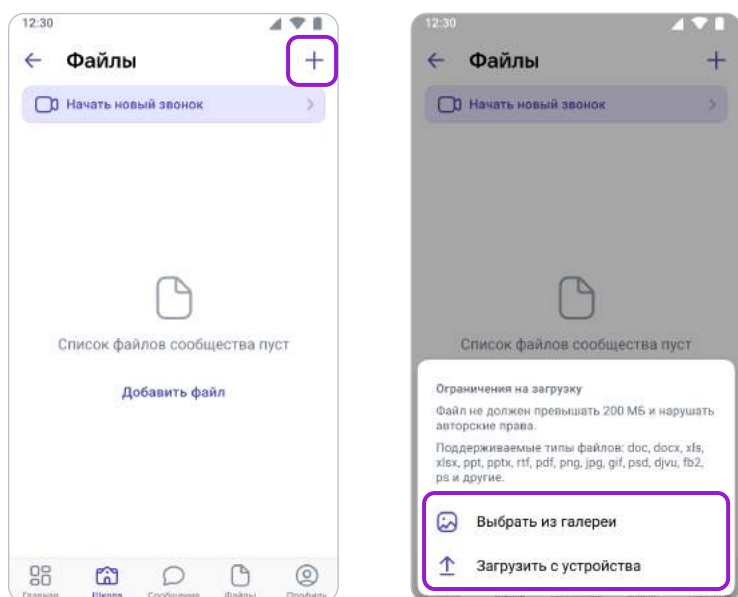 12:30
Файлы
Начать новый звонок
Список файлов сообщества пуст
Добавить файл
Главная
Школа
Сообщения
Файлы
Профиль
12:30
Файлы
Начать новый звонок
Список файлов сообщества пуст
Ограничения на загрузку
Файл не должен превышать 200 МБ и нарушать
авторские права.
Поддерживаемые типы файлов: doc, docx, xls,
xlsx, ppt, pptx, rtf, pdf, png, jpg, gif, psd, djvu, fb2,
ps и другие.
Выбрать из галереи
Загрузить с устройства